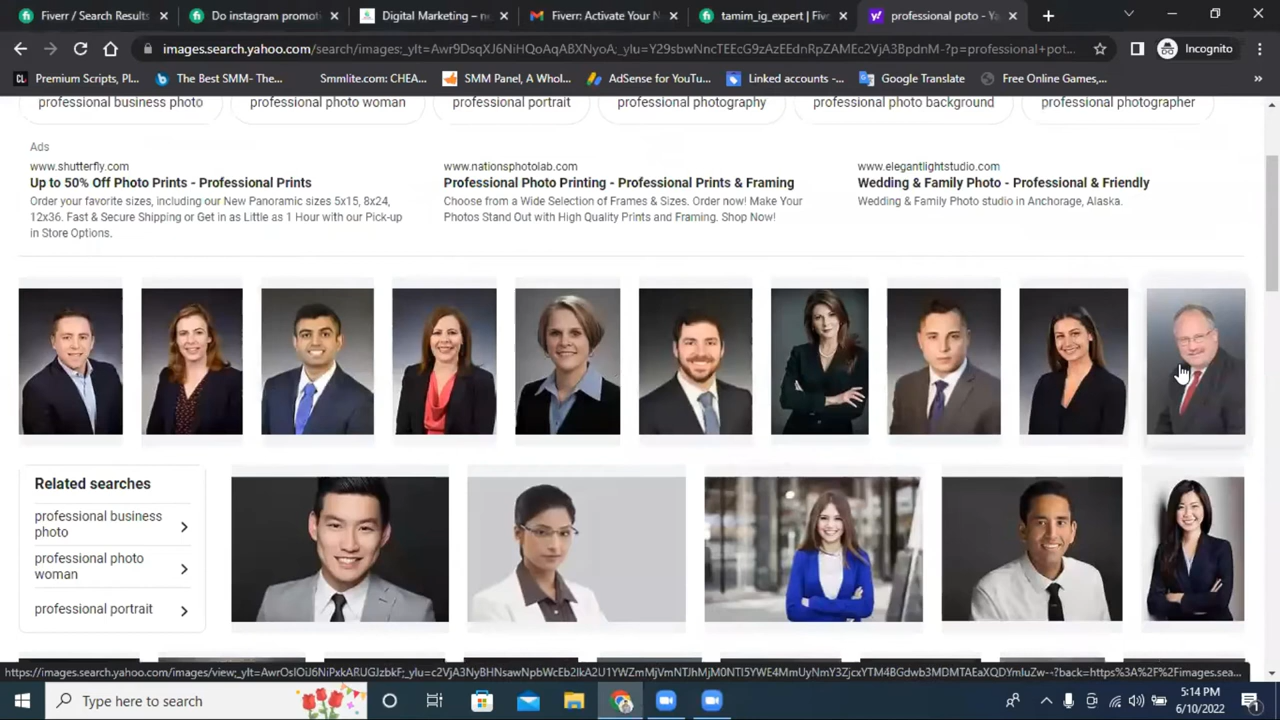 Fiverr / Search Results
Do instagram promoti
Digital Marketing – n
Fiverr: Activate Your N
tamim_ig_expert | Five
professional poto - Ya
images.search.yahoo.com/search/images;_ylt=
Incognito
Premium Scripts, Pl...
The Best SMM- The...
Smmlite.com: CHEA...
SMM Panel, A Whol...
AdSense for YouTu...
Linked accounts -...
Google Translate
Free Online Games,...
professional business photo
professional photo woman
professional portrait
professional photography
professional photo background
professional photographer
Ads
www.shutterfly.com
Up to 50% Off Photo Prints - Professional Prints
Order your favorite sizes, including our New Panoramic sizes 5x15, 8x24,
12x36. Fast & Secure Shipping or Get in as Little as 1 Hour with our Pick-up
in Store Options.
www.nationsphotolab.com
Professional Photo Printing - Professional Prints & Framing
Choose from a Wide Selection of Frames & Sizes. Order now! Make Your
Photos Stand Out with High Quality Prints and Framing. Shop Now!
www.elegantlightstudio.com
Wedding & Family Photo - Professional & Friendly
Wedding & Family Photo studio in Anchorage, Alaska.
Related searches
professional business
photo
professional photo
woman
professional portrait
Type here to search
5:14 PM
6/10/2022